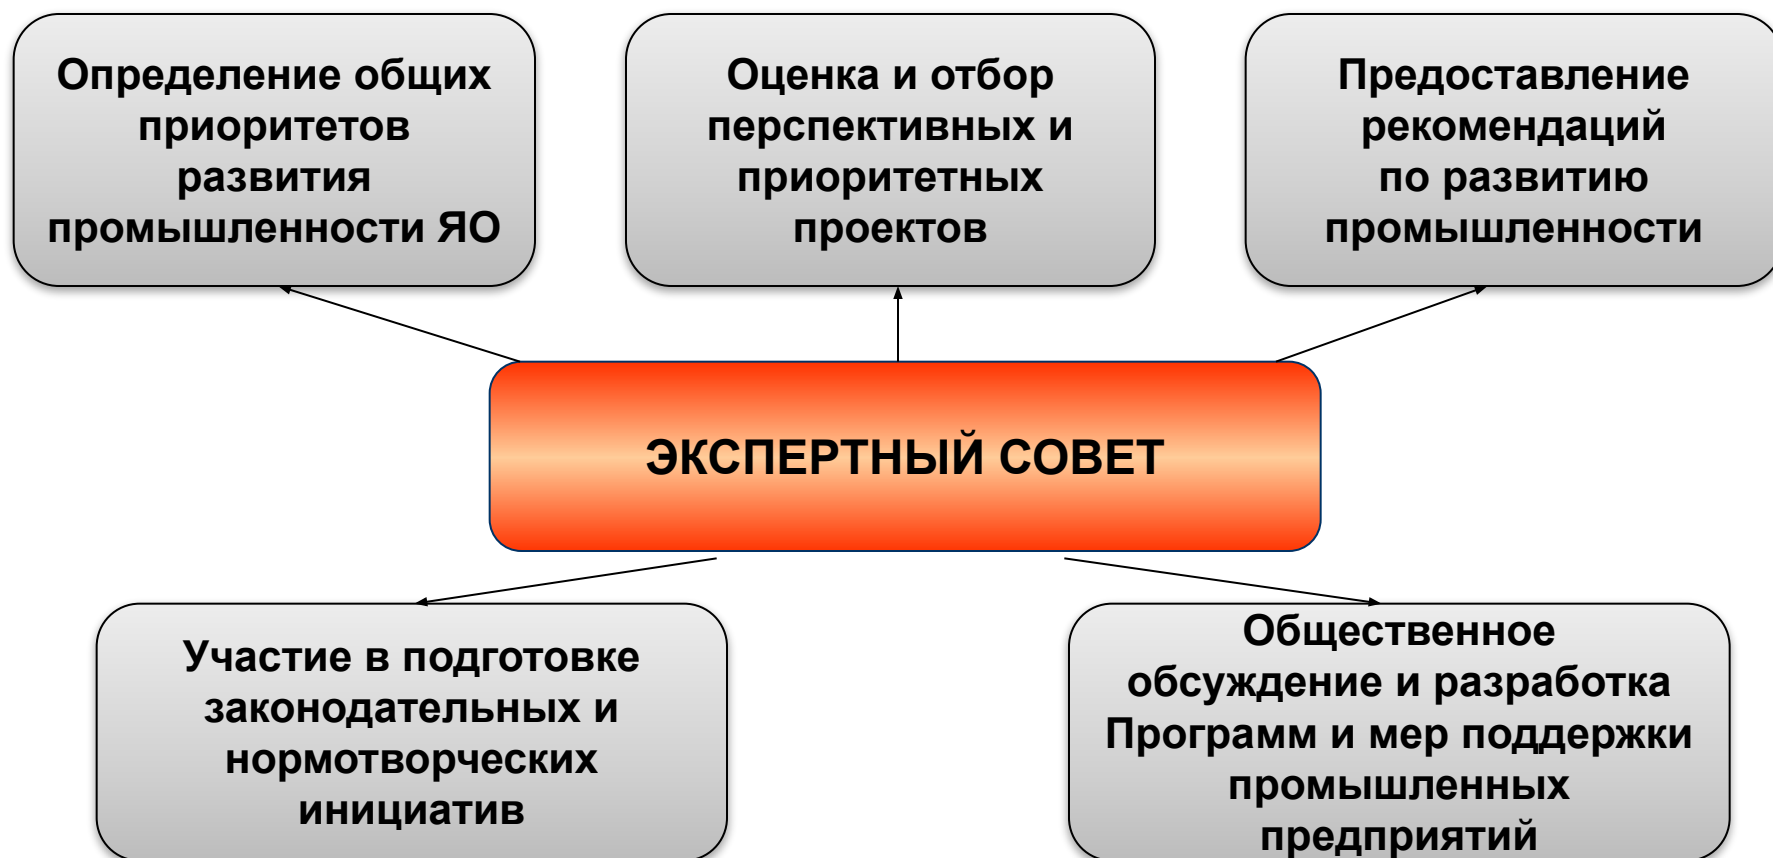 Определение общих
приоритетов
развития
промышленности ЯО
Оценка и отбор
перспективных и
приоритетных
проектов
Предоставление
рекомендаций
по развитию
промышленности
ЭКСПЕРТНЫЙ СОВЕТ
Участие в подготовке
законодательных и
нормотворческих
инициатив
Общественное
обсуждение и разработка
Программ и мер поддержки
промышленных
предприятий